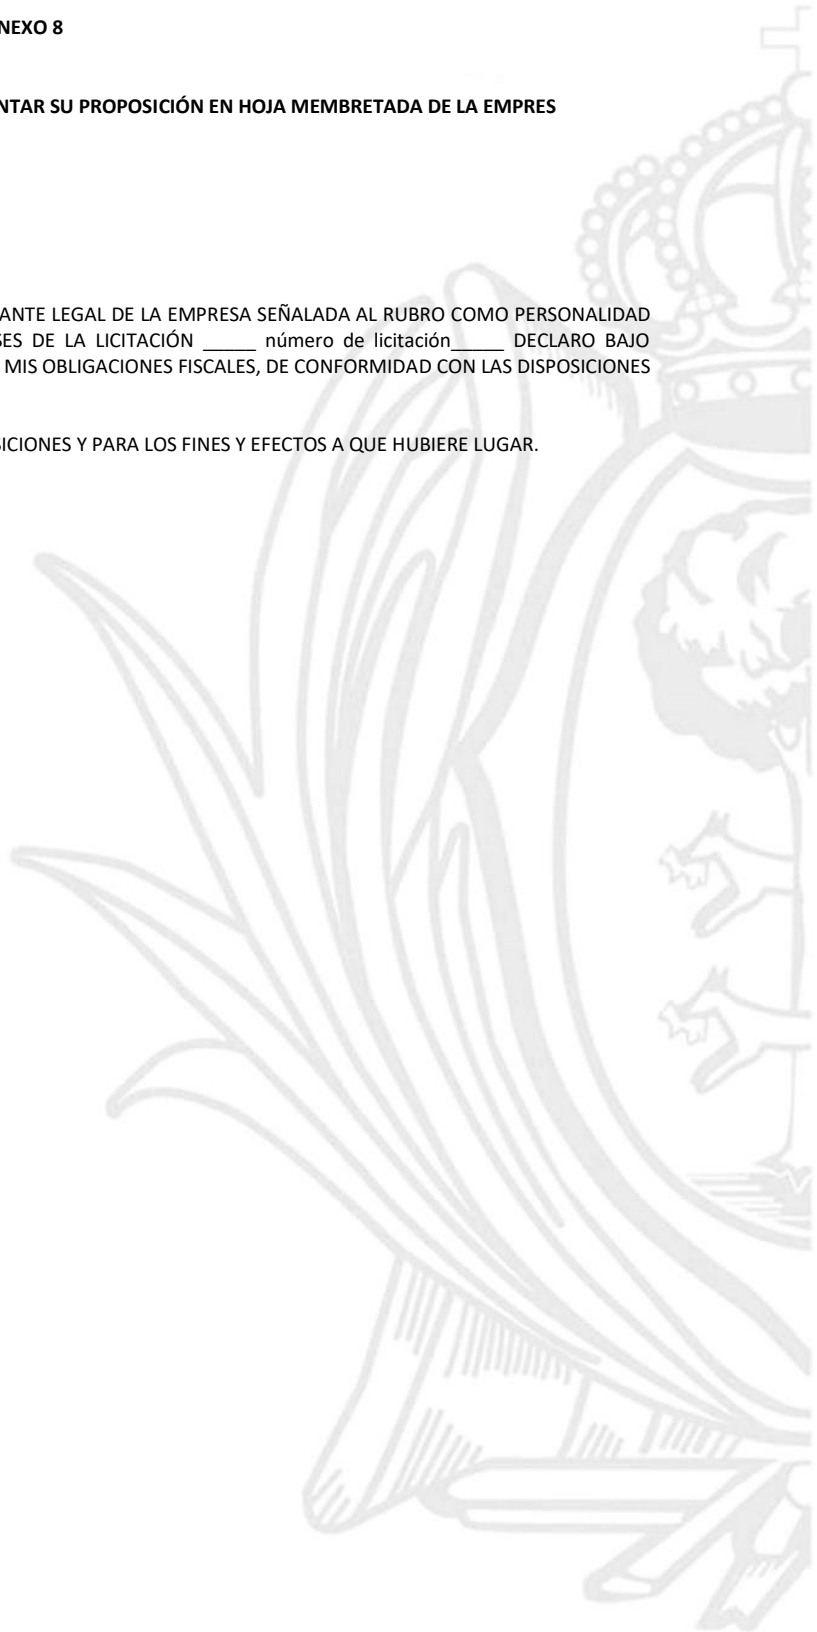 NEXO 8
NTAR SU PROPOSICIÓN EN HOJA MEMBRETADA DE LA EMPRES
ANTE LEGAL DE LA EMPRESA SEÑALADA AL RUBRO COMO PERSONALIDAD
SES DE LA LICITACIÓN _____ número de licitación_____ DECLARO BAJO
MIS OBLIGACIONES FISCALES, DE CONFORMIDAD CON LAS DISPOSICIONES
SICIONES Y PARA LOS FINES Y EFECTOS A QUE HUBIERE LUGAR.